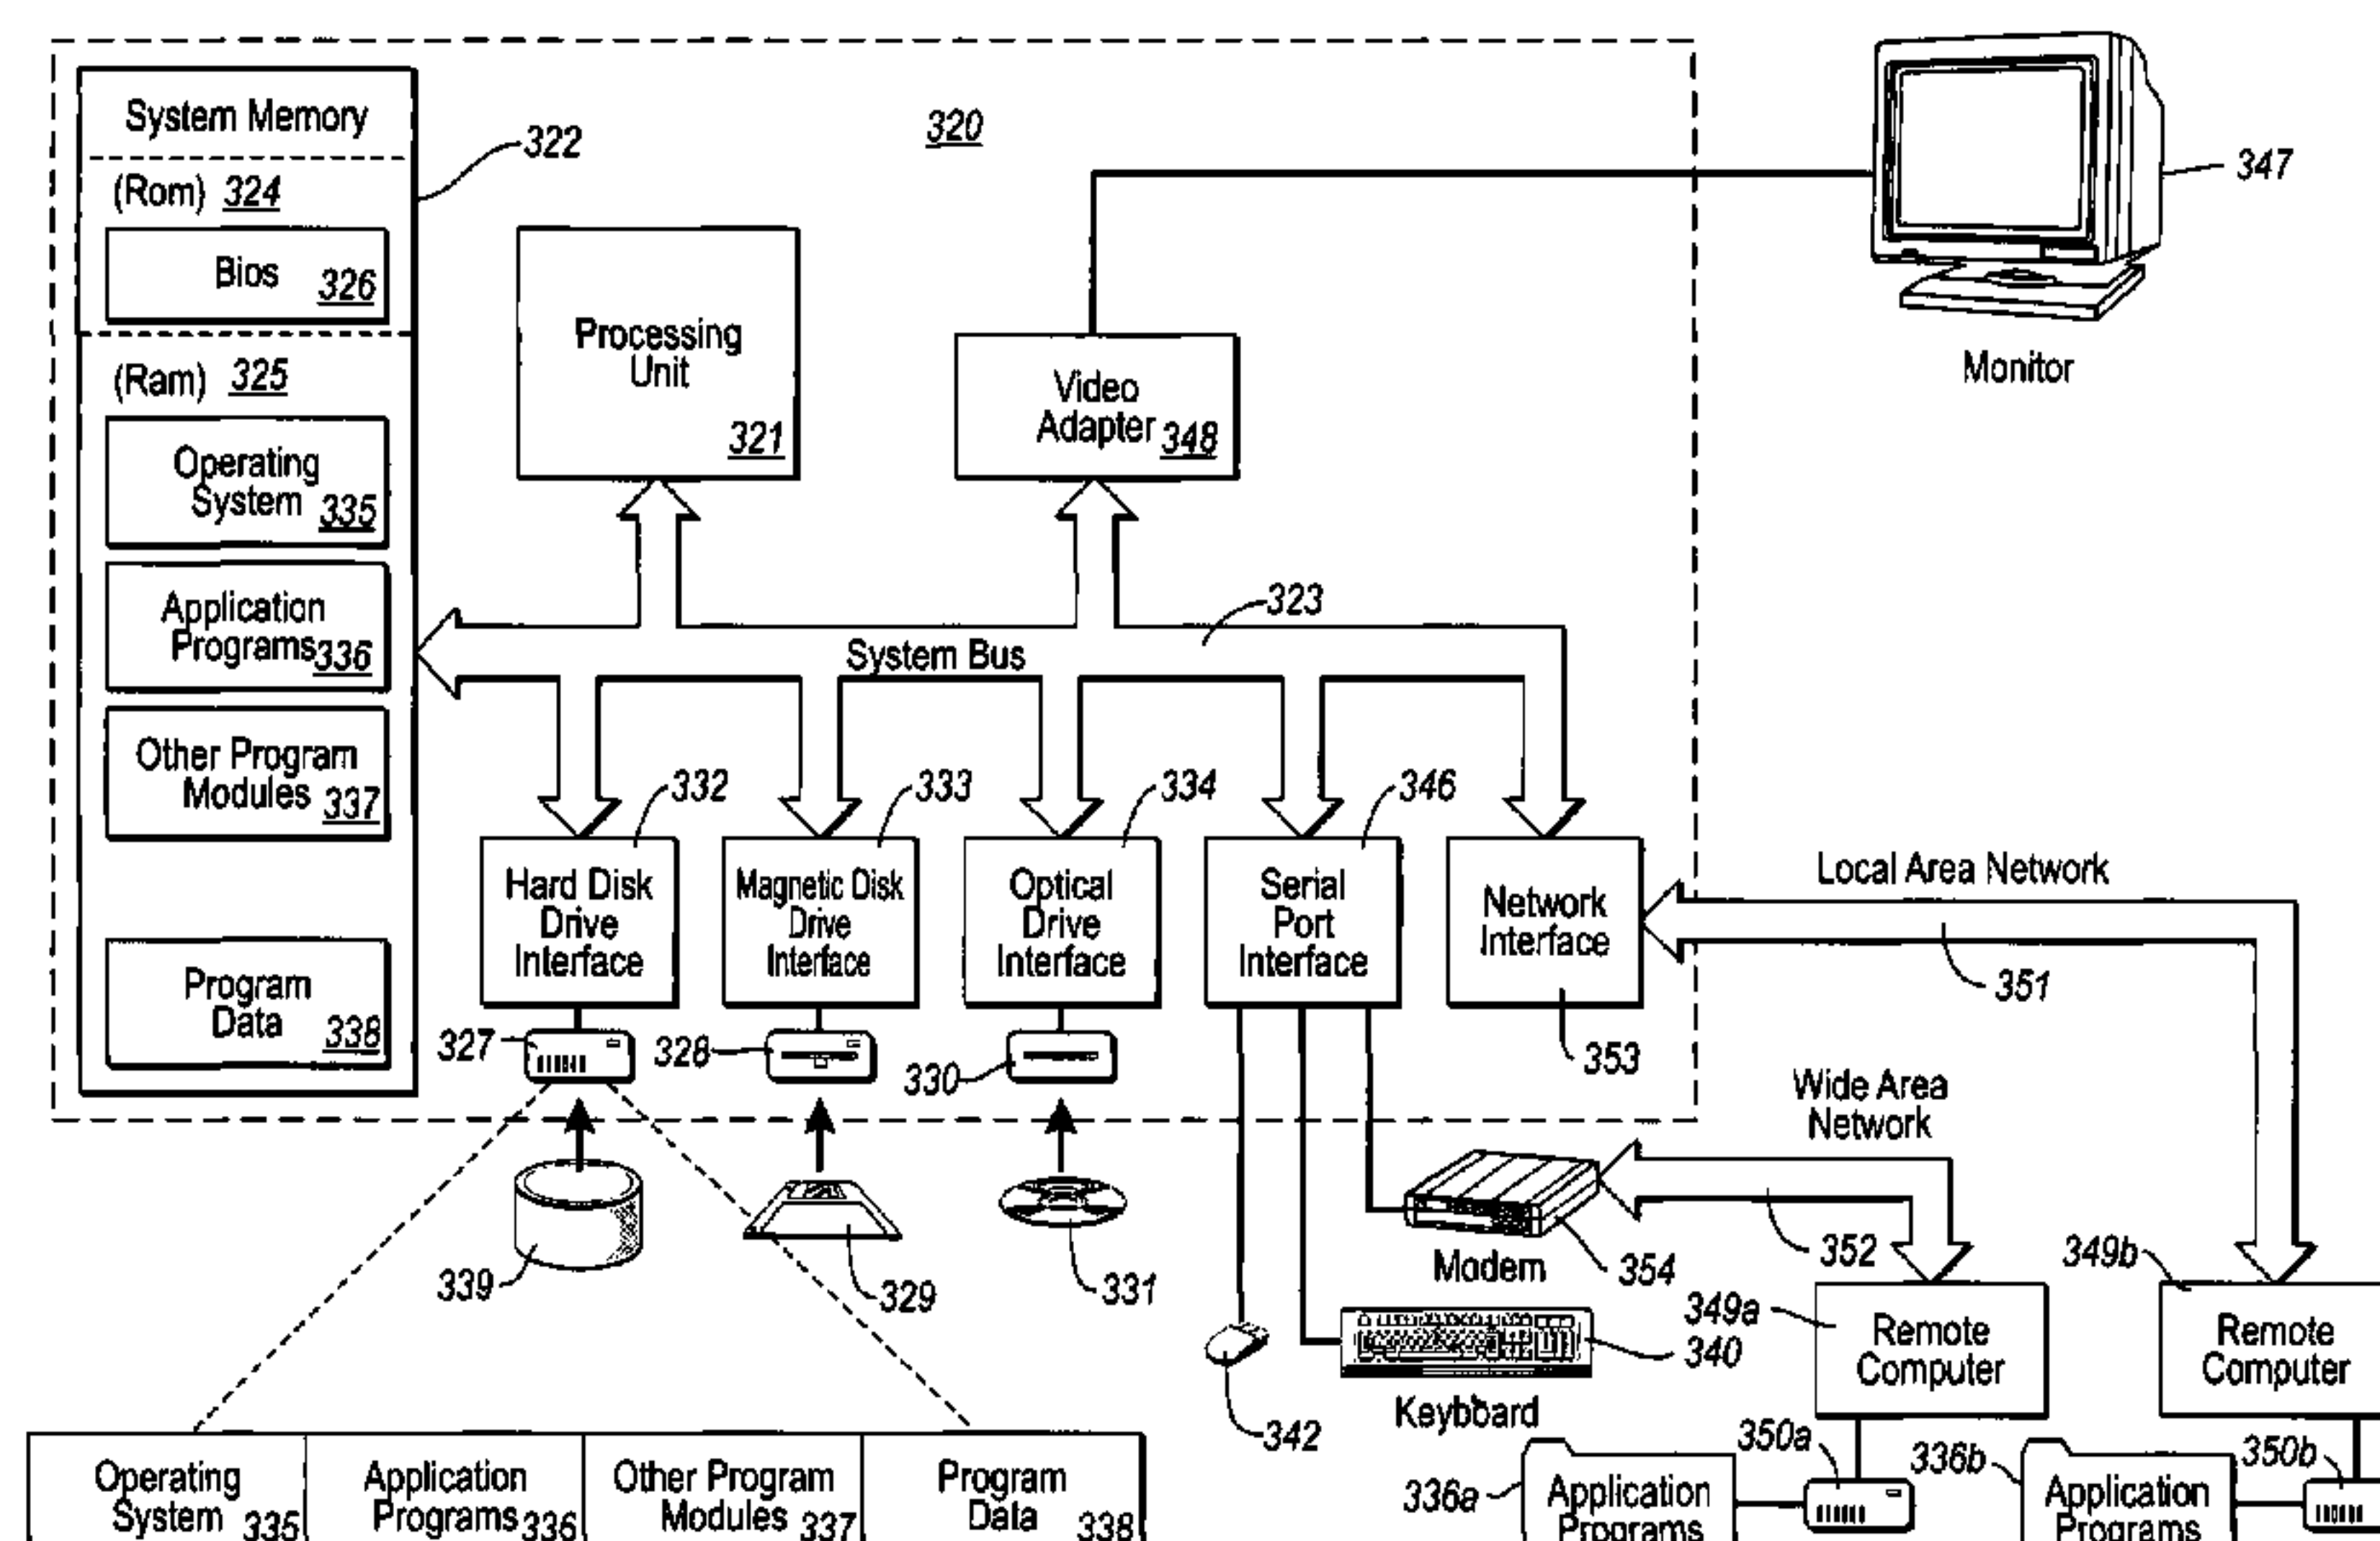 System Memory
322
(Rom) 324
Bios
326
(Ram) 325
Operating
System 335
Application
Programs 336
Other Program
Modules 337
Program
Data 338
320
Processing
Unit
321
Video
Adapter 348
347
Monitor
System Bus
323
332
Hard Disk
Drive
Interface
333
Magnetic Disk
Drive
Interface
334
Optical
Drive
Interface
346
Serial
Port
Interface
Network
Interface
353
Local Area Network
351
327
328
330
Wide Area
Network
352
339
329
331
Modem
354
349a
Remote
Computer
349b
Remote
Computer
342
340
Keyboard
Operating
System 335
Application
Programs 336
Other Program
Modules 337
Program
Data 338
336a
Application
Programs
350a
336b
Application
Programs
350b